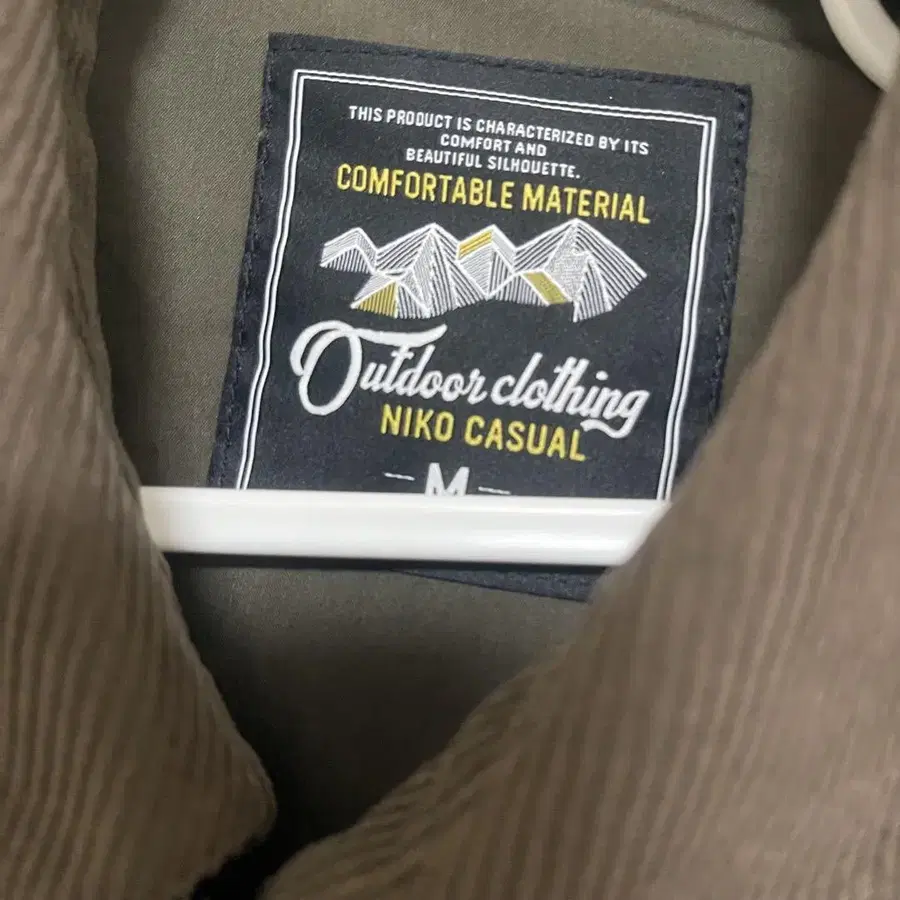 THIS PRODUCT IS CHARACTERIZED BY ITS
COMFORT AND
BEAUTIFUL SILHOUETTE.
COMFORTABLE MATERIAL
Outdoor clothing
NIKO CASUAL
— M —